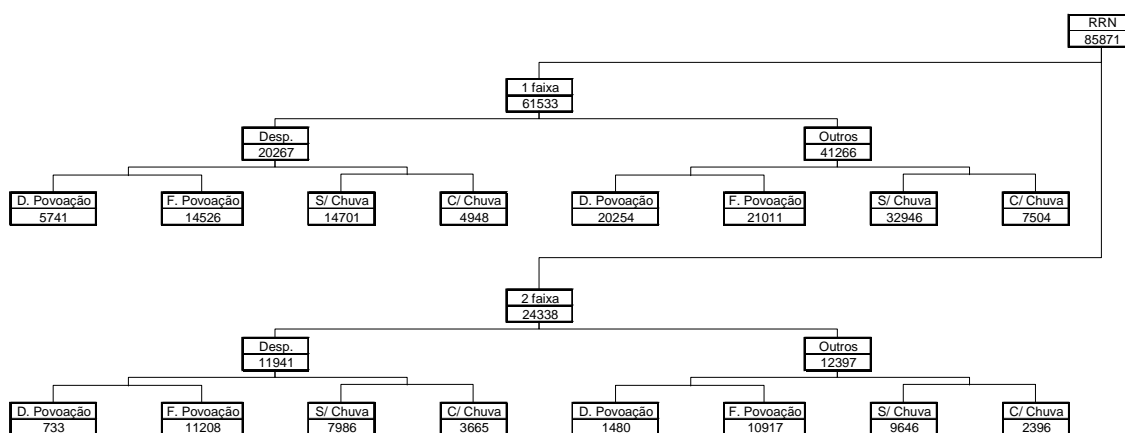 RRN
85871
1 faixa
61533
Desp.
20267
Outros
41266
D. Povoação
5741
F. Povoação
14526
S/ Chuva
14701
C/ Chuva
4948
D. Povoação
20254
F. Povoação
21011
S/ Chuva
32946
C/ Chuva
7504
2 faixa
24338
Desp.
11941
Outros
12397
D. Povoação
733
F. Povoação
11208
S/ Chuva
7986
C/ Chuva
3665
D. Povoação
1480
F. Povoação
10917
S/ Chuva
9646
C/ Chuva
2396